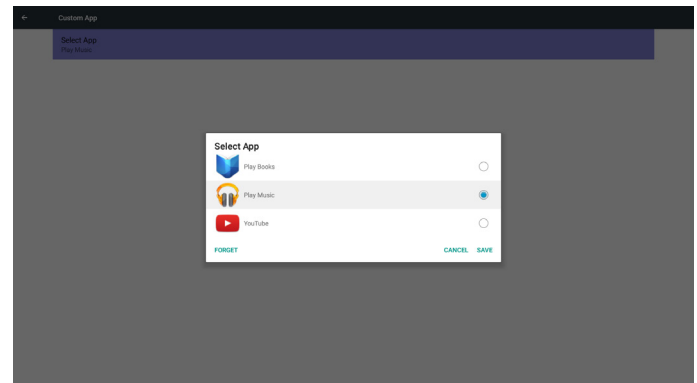 Custom App
Select App
Play Music
Select App
Play Books
Play Music
YouTube
FORGET
CANCEL SAVE